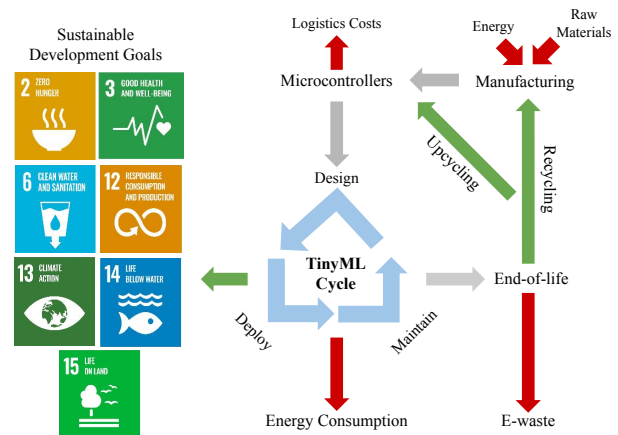 Sustainable
Development Goals
2 ZERO
HUNGER
3 GOOD HEALTH
AND WELL-BEING
6 CLEAN WATER
AND SANITATION
12 RESPONSIBLE
CONSUMPTION
AND PRODUCTION
13 CLIMATE
ACTION
14 LIFE
BELOW WATER
15 LIFE
ON LAND
Logistics Costs
Energy
Raw
Materials
Microcontrollers
Manufacturing
Upcycling
Recycling
Design
TinyML
Cycle
End-of-life
Deploy
Maintain
Energy Consumption
E-waste